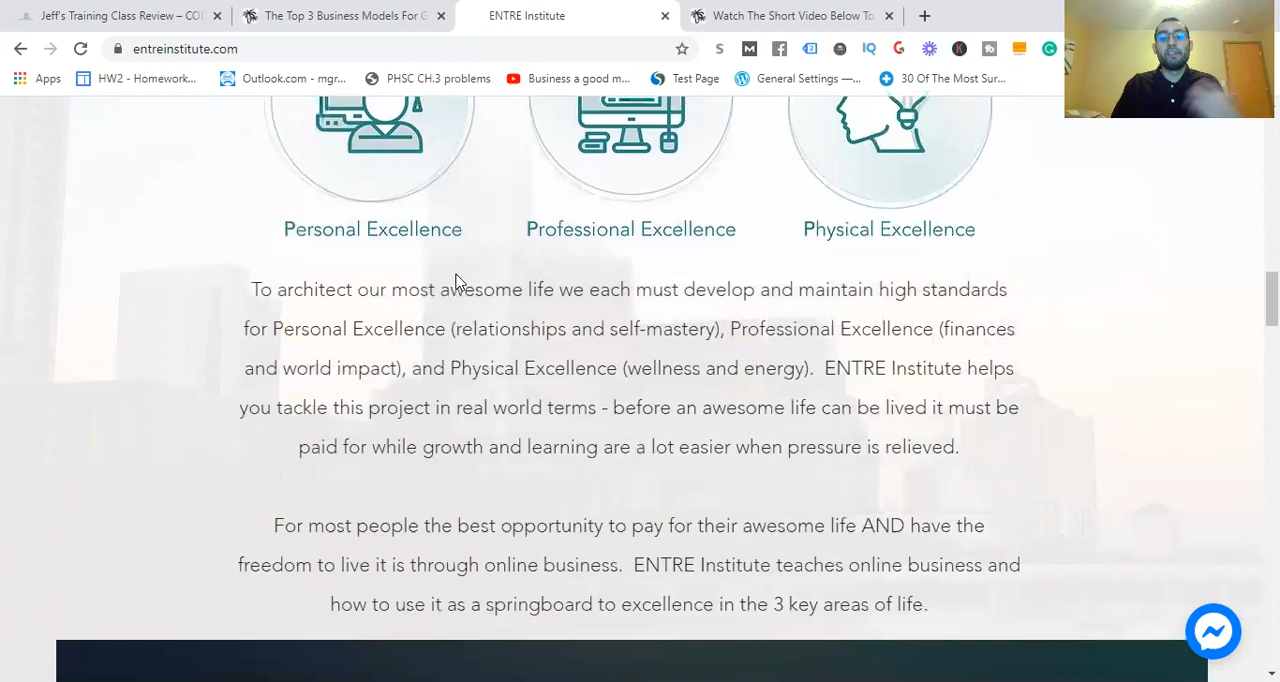 Jeff's Training Class Review – CO
The Top 3 Business Models For G
ENTRE Institute
Watch The Short Video Below To
entreinstitute.com
Apps
HW2 - Homework...
Outlook.com - mgr...
PHSC CH.3 problems
Business a good m...
Test Page
General Settings —...
30 Of The Most Sur...
Personal Excellence
Professional Excellence
Physical Excellence
To architect our most awesome life we each must develop and maintain high standards
for Personal Excellence (relationships and self-mastery), Professional Excellence (finances
and world impact), and Physical Excellence (wellness and energy).  ENTRE Institute helps
you tackle this project in real world terms - before an awesome life can be lived it must be
paid for while growth and learning are a lot easier when pressure is relieved.
For most people the best opportunity to pay for their awesome life AND have the
freedom to live it is through online business.  ENTRE Institute teaches online business and
how to use it as a springboard to excellence in the 3 key areas of life.